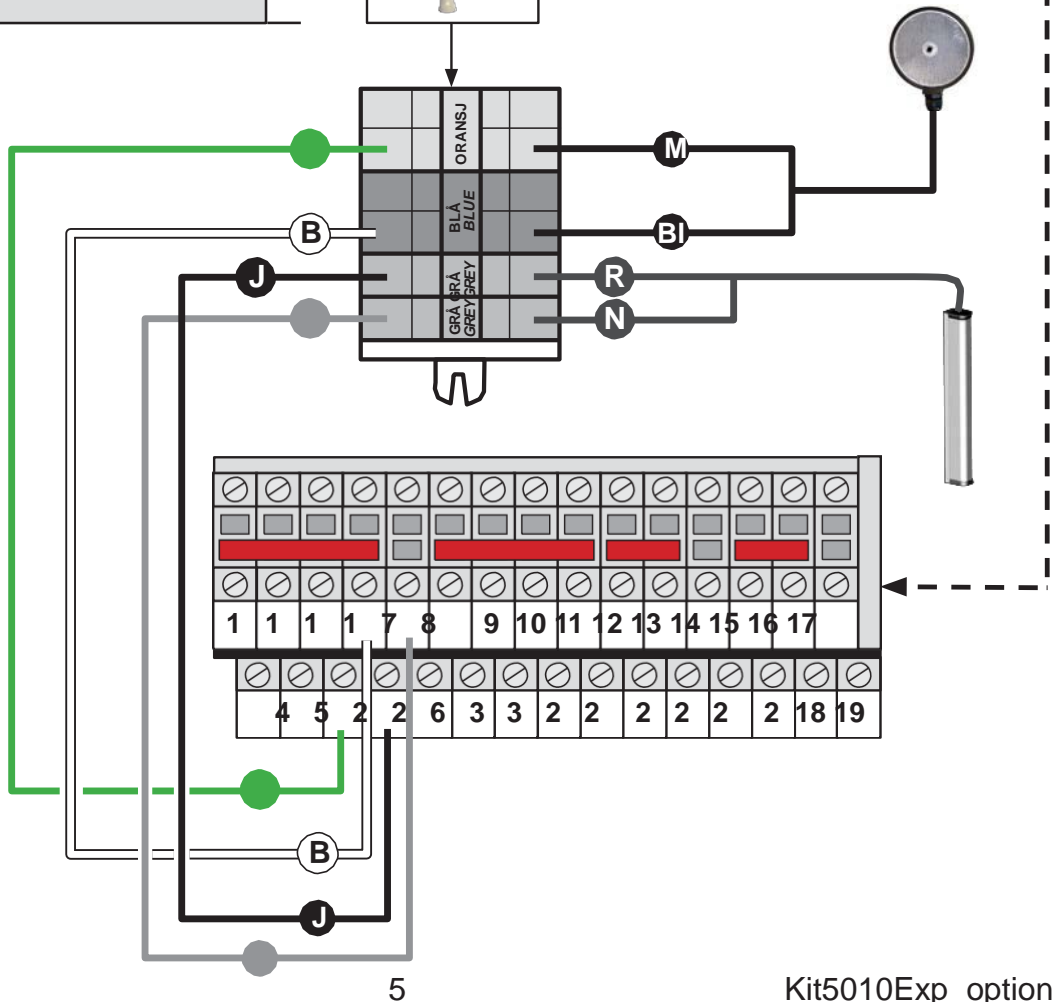 ORANSJ
M
B
BLÅ
BLUE
BI
J
GRÅ GRÅ
GREY GREY
R
N
1 1 1 1 7 8 9 10 11 12 13 14 15 16 17
4 5 2 2 6 3 3 2 2 2 2 2 2 18 19
B
J
5
Kit5010Exp option